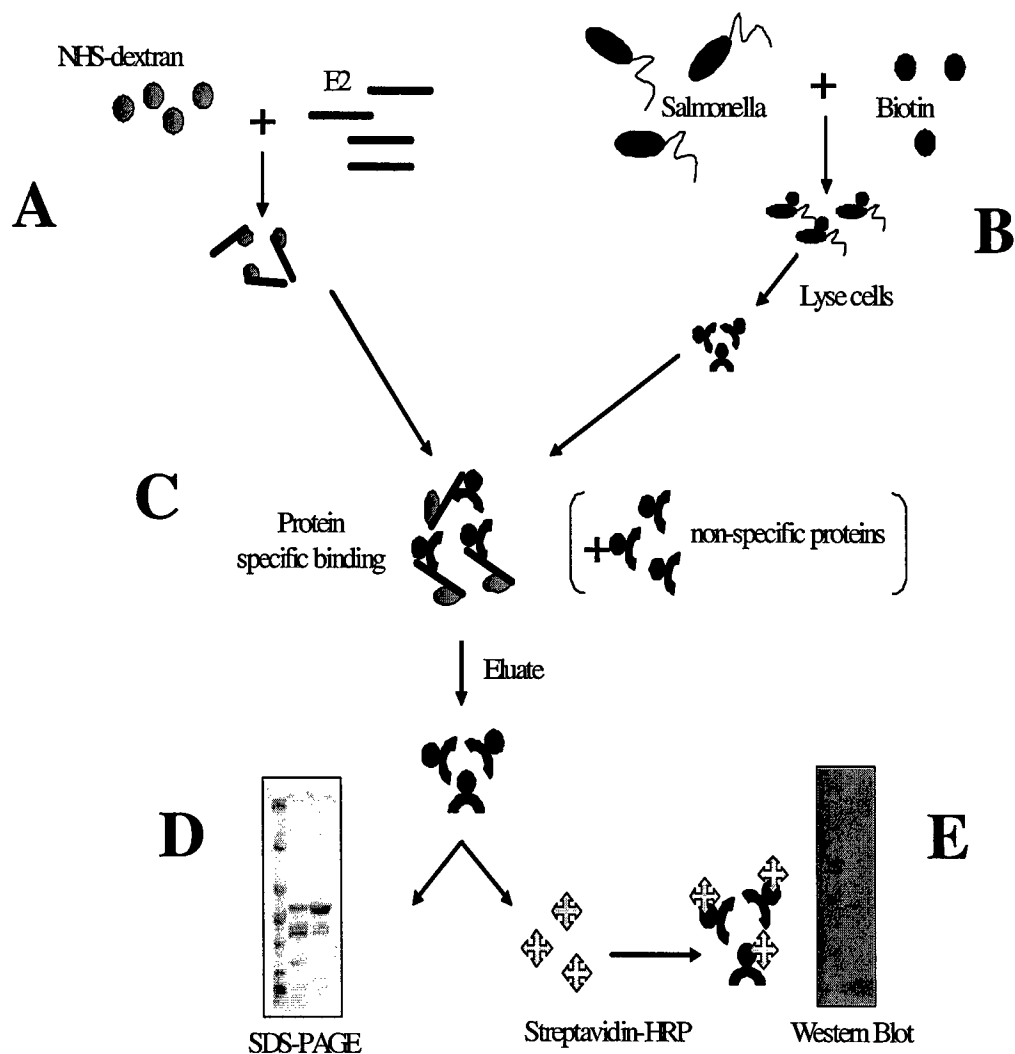 NHS-dextran
E2
+
Salmonella
+
Biotin
A
B
Lyse cells
C
Protein
specific binding
+
non-specific proteins
Eluate
D
E
SDS-PAGE
Streptavidin-HRP
Western Blot